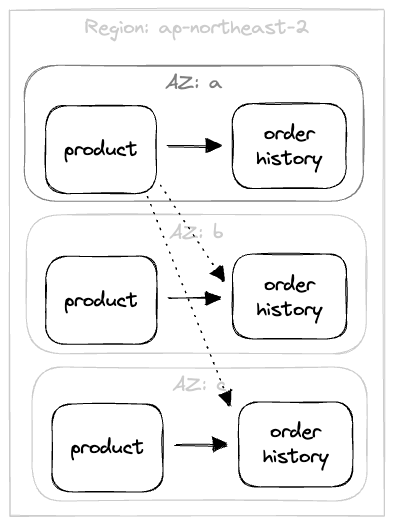 Region: ap-northeast-2
AZ: a
product
order
history
AZ: b
product
order
history
AZ: c
product
order
history